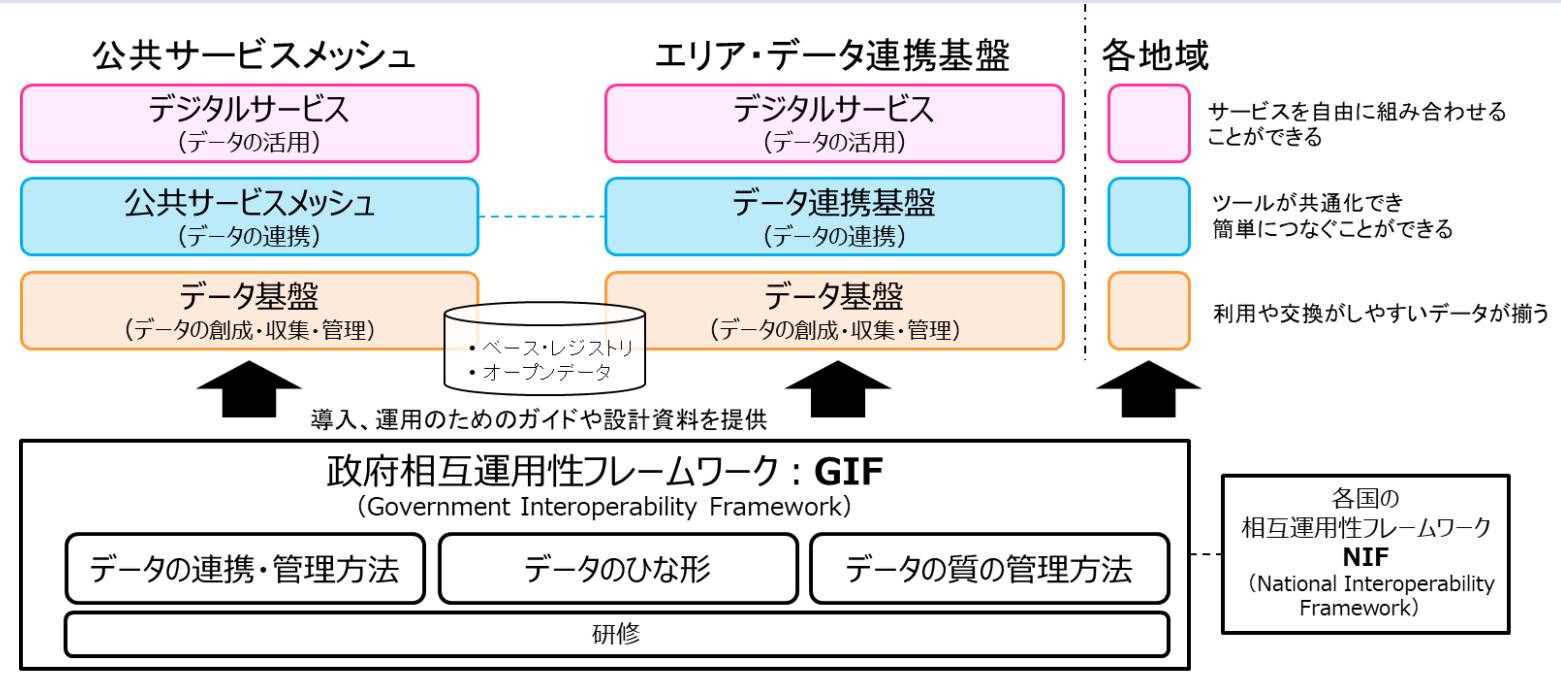 公共サービスメッシュ
エリア・データ連携基盤
各地域
デジタルサービス
（データの活用）
デジタルサービス
（データの活用）
サービスを自由に組み合わせる
ことができる
公共サービスメッシュ
（データの連携）
データ連携基盤
（データの連携）
ツールが共通化でき
簡単につなぐことができる
データ基盤
（データの創成・収集・管理）
データ基盤
（データの創成・収集・管理）
利用や交換がしやすいデータが揃う
• ベース・レジストリ
• オープンデータ
導入、運用のためのガイドや設計資料を提供
政府相互運用性フレームワーク：GIF
（Government Interoperability Framework）
データの連携・管理方法
データのひな形
データの質の管理方法
研修
各国の
相互運用性フレームワーク
NIF
（National Interoperability
Framework）